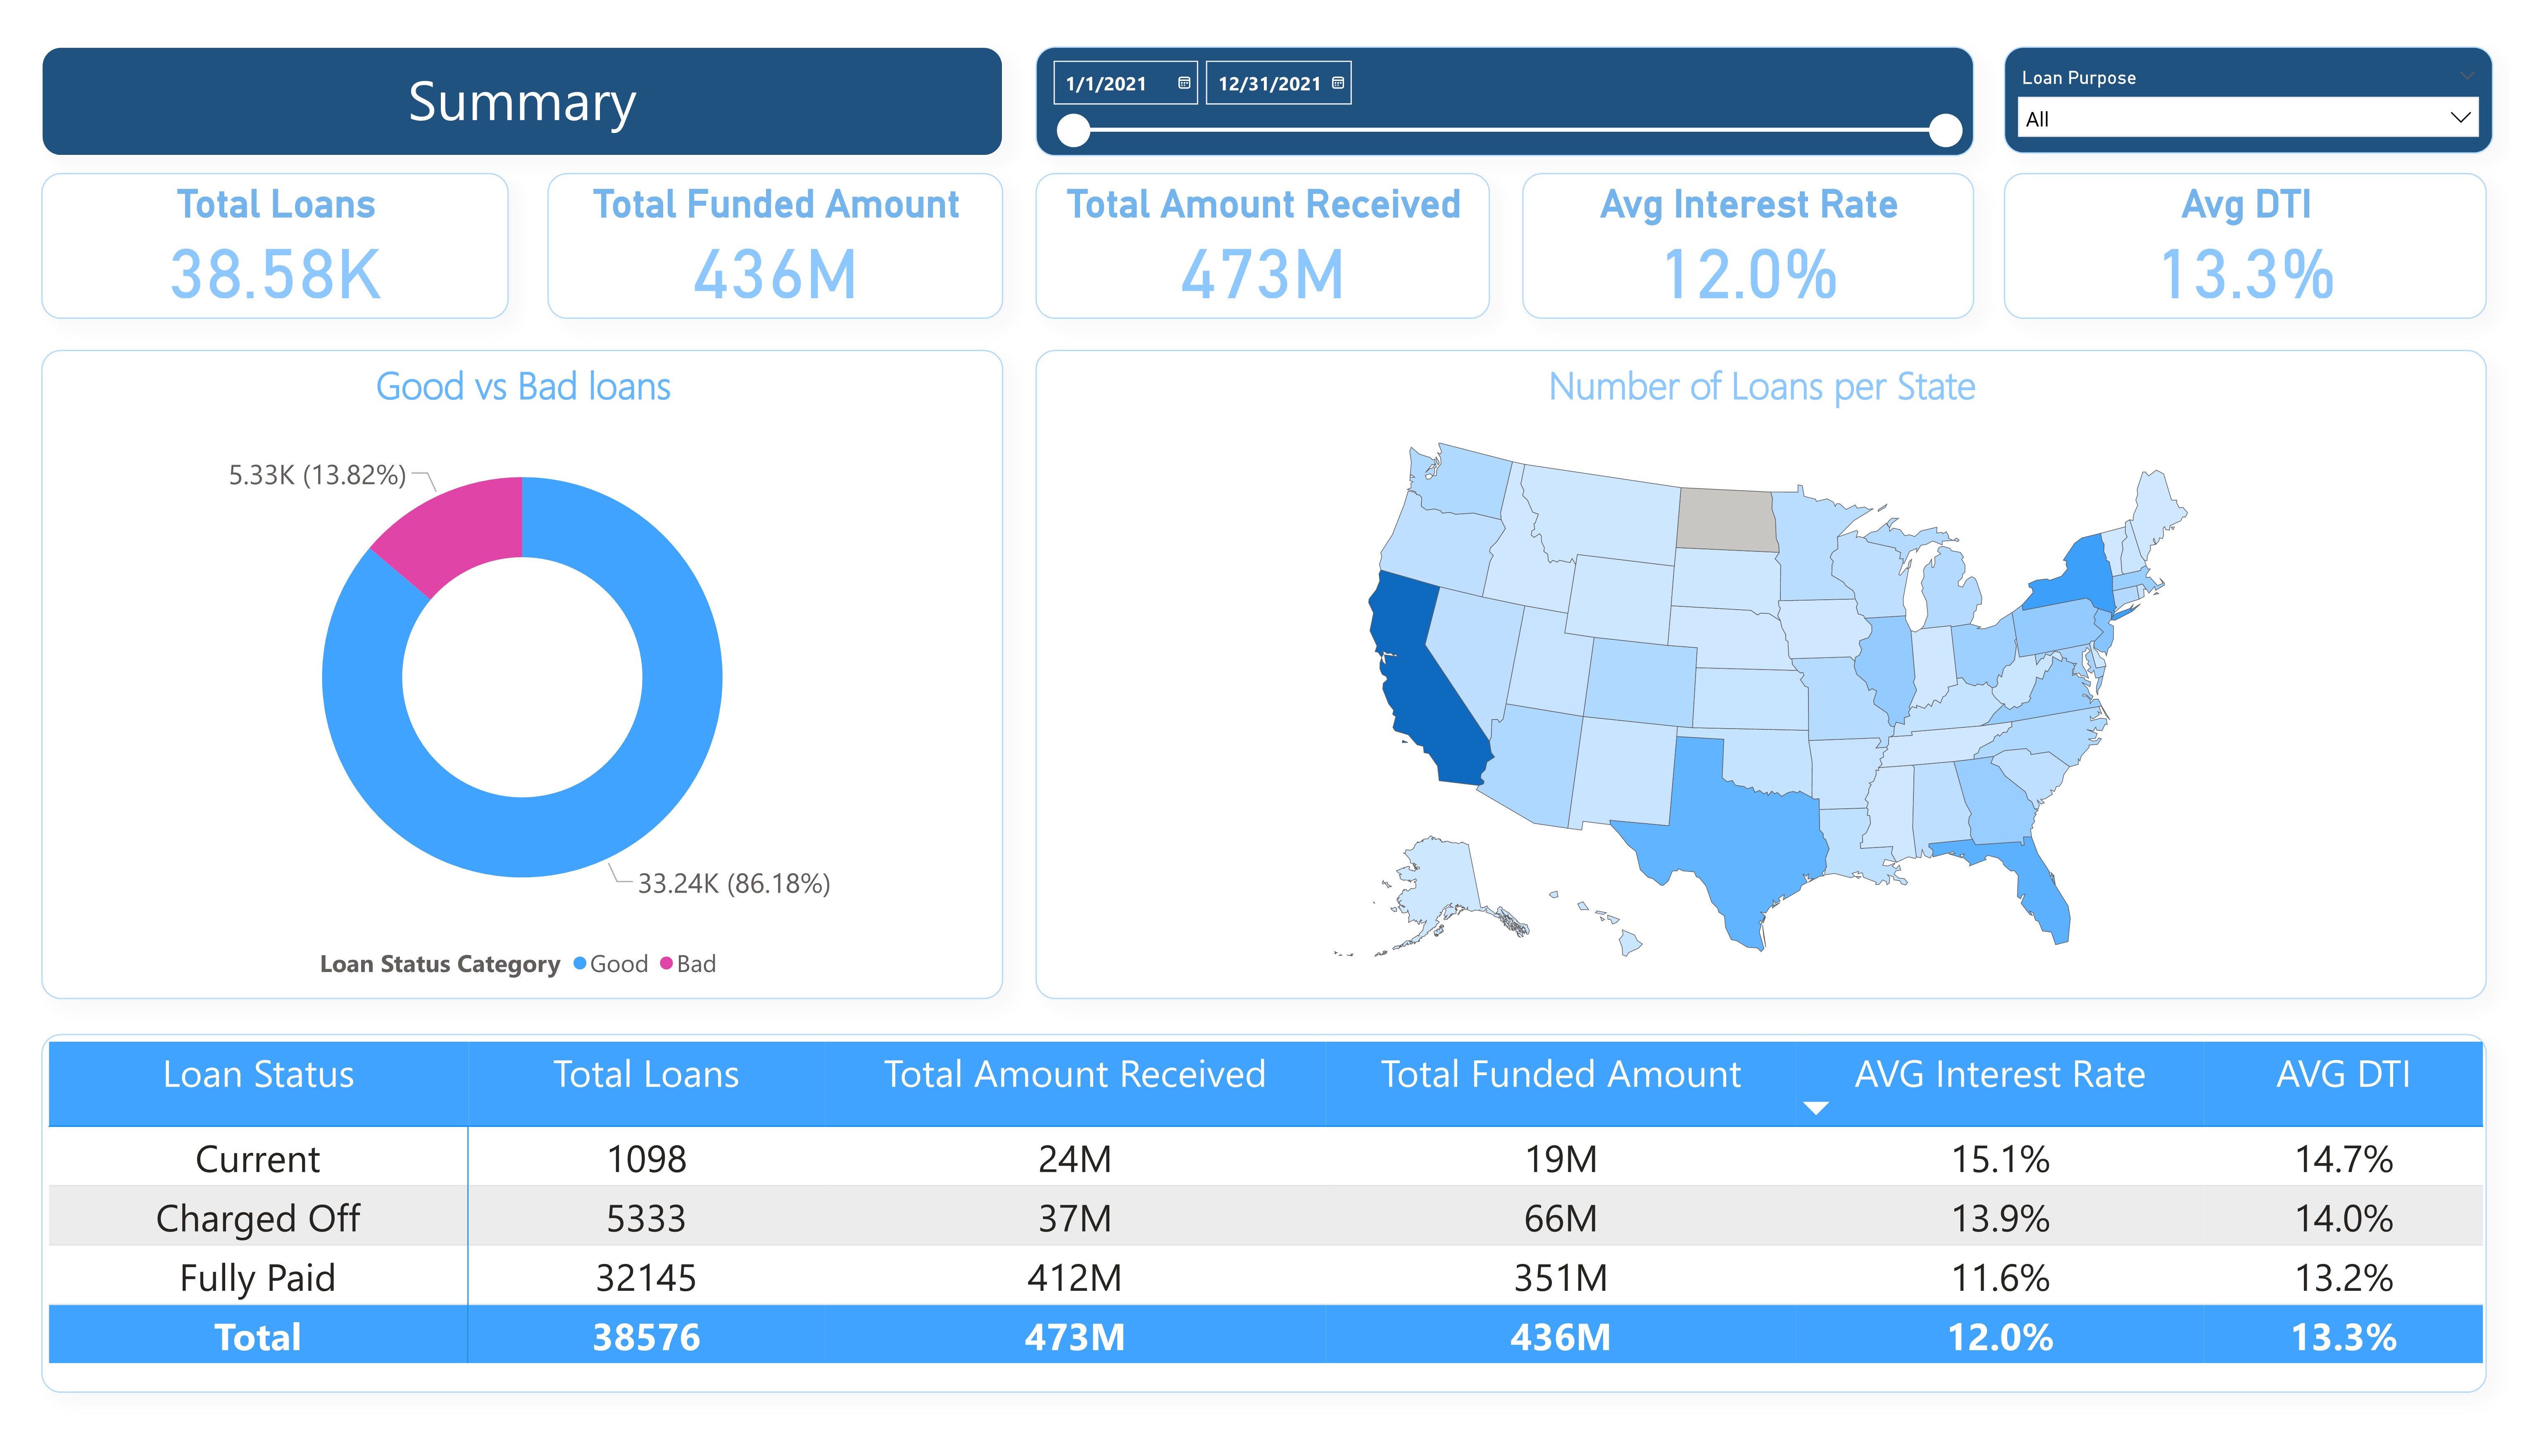 Summary
1/1/2021
12/31/2021
Loan Purpose
All
Total Loans
38.58K
Total Funded Amount
436M
Total Amount Received
473M
Avg Interest Rate
12.0%
Avg DTI
13.3%
Good vs Bad loans
5.33K (13.82%)
33.24K (86.18%)
Loan Status Category Good Bad
Number of Loans per State
Loan Status Total Loans Total Amount Received Total Funded Amount AVG Interest Rate AVG DTI
Current 1098 24M 19M 15.1% 14.7%
Charged Off 5333 37M 66M 13.9% 14.0%
Fully Paid 32145 412M 351M 11.6% 13.2%
Total 38576 473M 436M 12.0% 13.3%